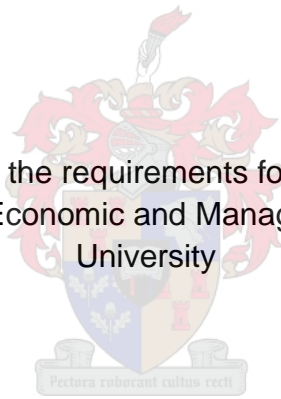 the requirements fo
Economic and Manag
University
Pectora roborant cultus recti